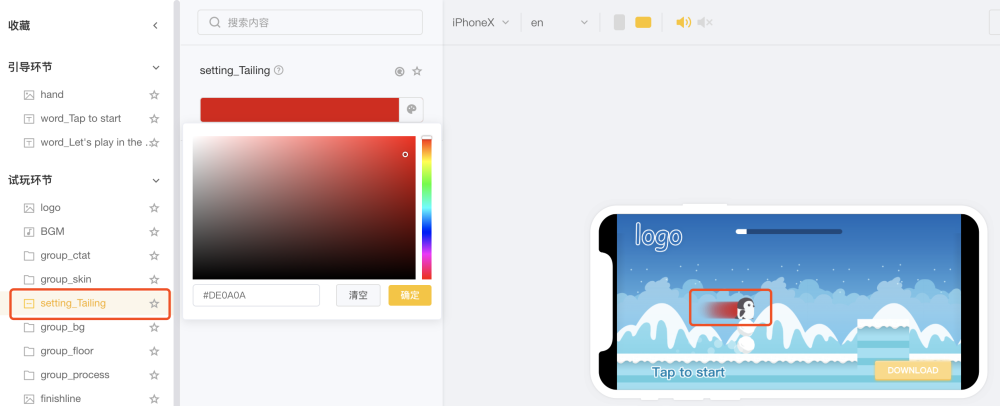 收藏
引导环节
hand
word_Tap to start
word_Let's play in the ...
试玩环节
logo
BGM
group_ctat
group_skin
setting_Tailing
group_bg
group_floor
group_process
finishline
搜索内容
setting_Tailing
#DE0A0A
清空
确定
iPhoneX
en
logo
Tap to start
DOWNLOAD